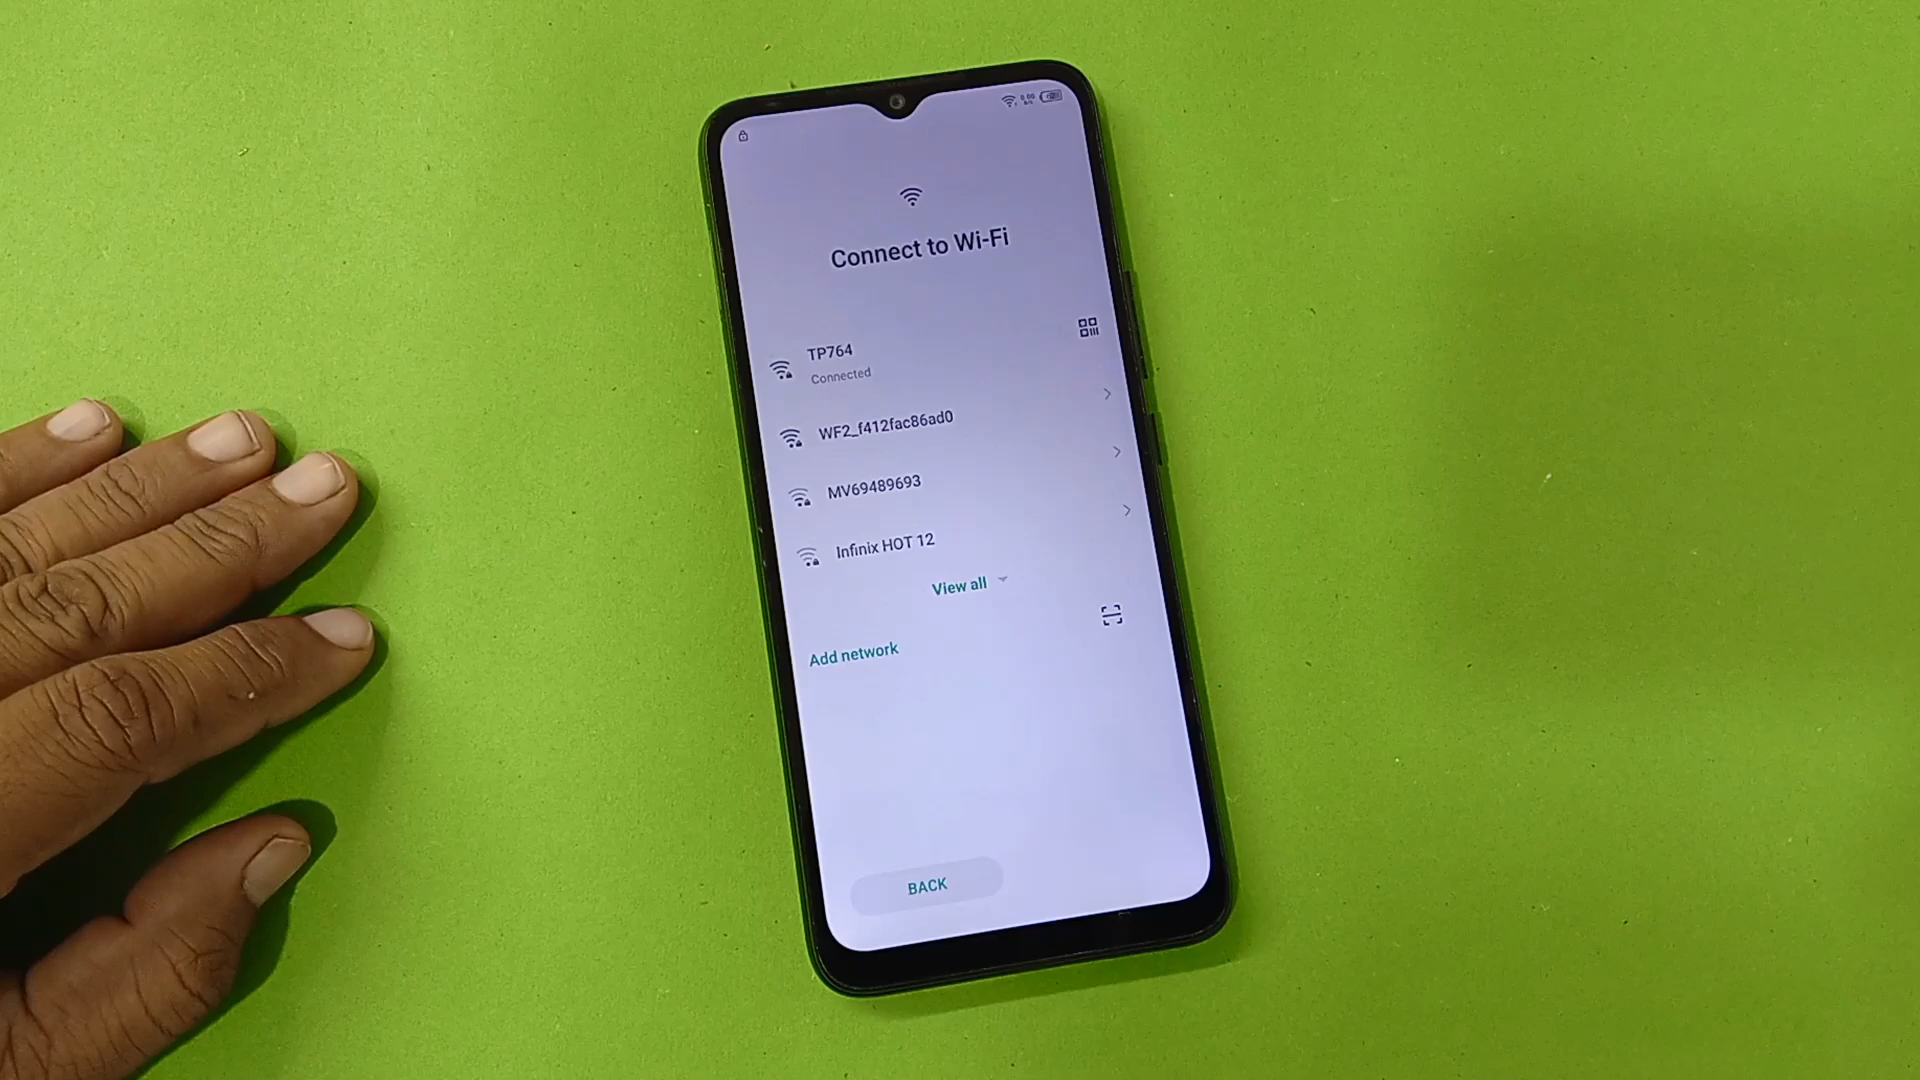 Connect to Wi-Fi
TP764
Connected
WF2_f412fac86ad0
MV69489693
Infinix HOT 12
View all
Add network
BACK